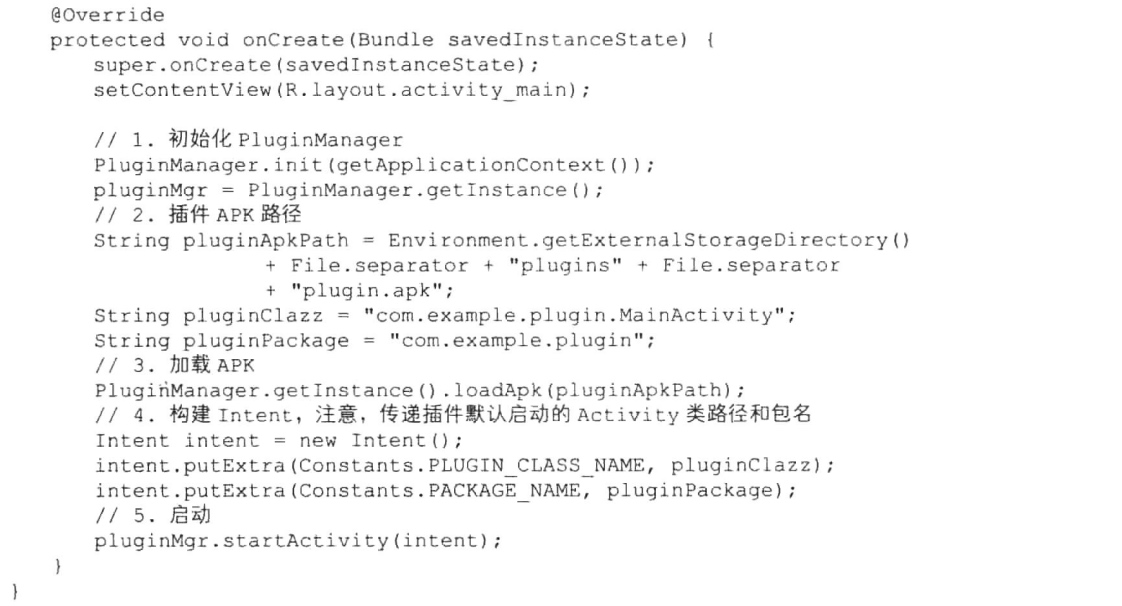 @Override
protected void onCreate(Bundle savedInstanceState) {
super.onCreate(savedInstanceState);
setContentView(R.layout.activity_main);
// 1. 初始化 PluginManager
PluginManager.init(getApplicationContext());
pluginMgr = PluginManager.getInstance();
// 2. 插件 APK 路径
String pluginApkPath = Environment.getExternalStorageDirectory()
+ File.separator + "plugins" + File.separator
+ "plugin.apk";
String pluginClazz = "com.example.plugin.MainActivity";
String pluginPackage = "com.example.plugin";
// 3. 加载 APK
PluginManager.getInstance().loadApk(pluginApkPath);
// 4. 构建 Intent, 注意, 传递插件默认启动的 Activity 类路径和包名
Intent intent = new Intent();
intent.putExtra(Constants.PLUGIN_CLASS_NAME, pluginClazz);
intent.putExtra(Constants.PACKAGE_NAME, pluginPackage);
// 5. 启动
pluginMgr.startActivity(intent);
}
}